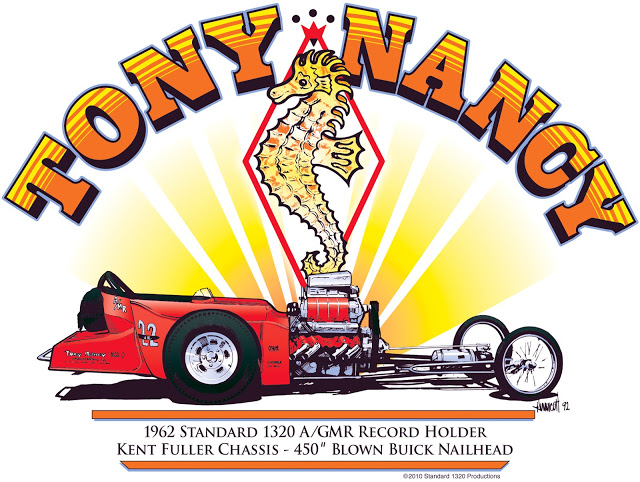 TONY NANCY
22
Tony Nancy
1962 STANDARD 1320 A/GMR RECORD HOLDER
KENT FULLER CHASSIS - 450" BLOWN BUICK NAILHEAD
©2010 Standard 1320 Productions